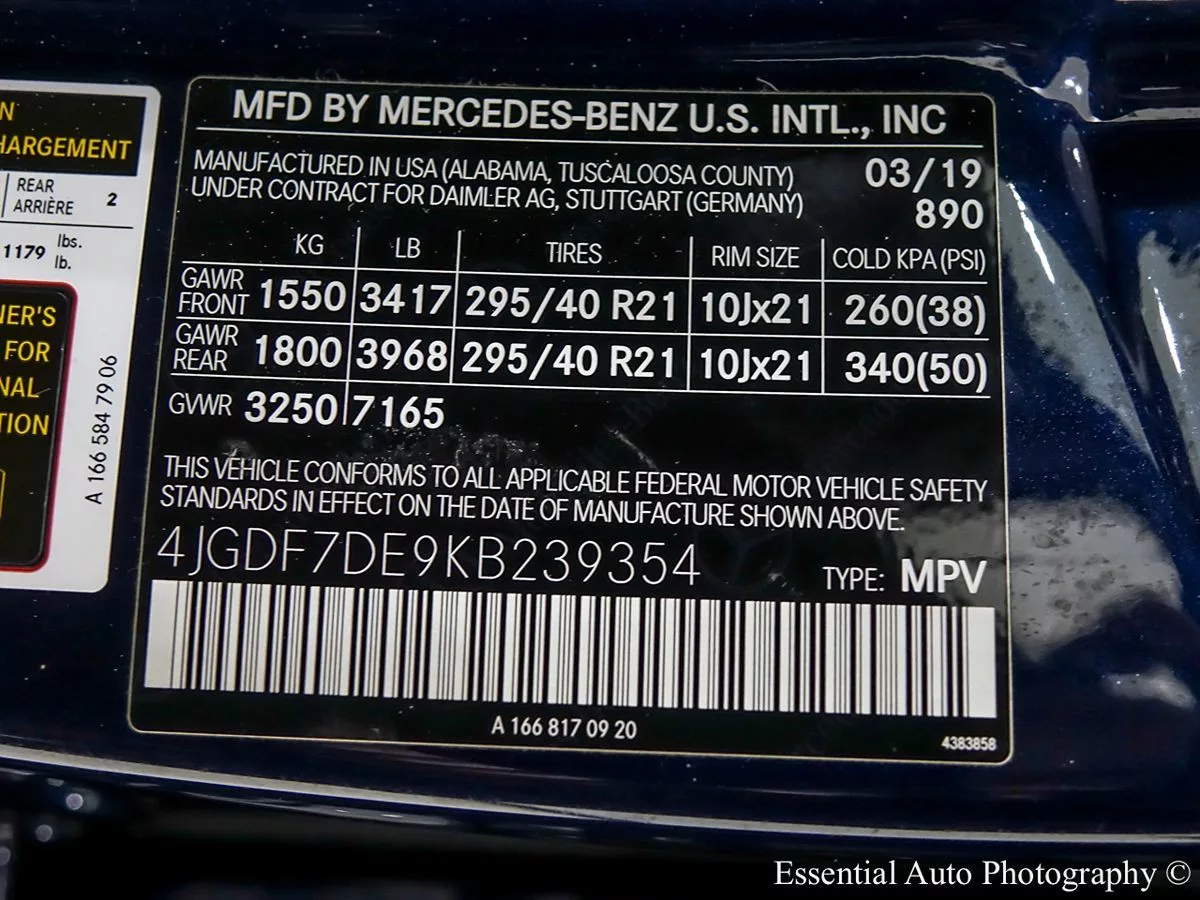 N
HARGEMENT
REAR
ARRIÈRE 2
1179 lbs.
lb.
NER'S
FOR
NAL
TION
A 166 584 79 06
MFD BY MERCEDES-BENZ U.S. INTL., INC
MANUFACTURED IN USA (ALABAMA, TUSCALOOSA COUNTY) 03/19
UNDER CONTRACT FOR DAIMLER AG, STUTTGART (GERMANY) 890
KG LB TIRES RIM SIZE COLD KPA (PSI)
GAWR FRONT 1550 3417 295/40 R21 10Jx21 260(38)
GAWR REAR 1800 3968 295/40 R21 10Jx21 340(50)
GVWR 3250 7165
THIS VEHICLE CONFORMS TO ALL APPLICABLE FEDERAL MOTOR VEHICLE SAFETY
STANDARDS IN EFFECT ON THE DATE OF MANUFACTURE SHOWN ABOVE.
4JGDF7DE9KB239354 TYPE: MPV
A 166 817 09 20
4383858
Essential Auto Photography ©